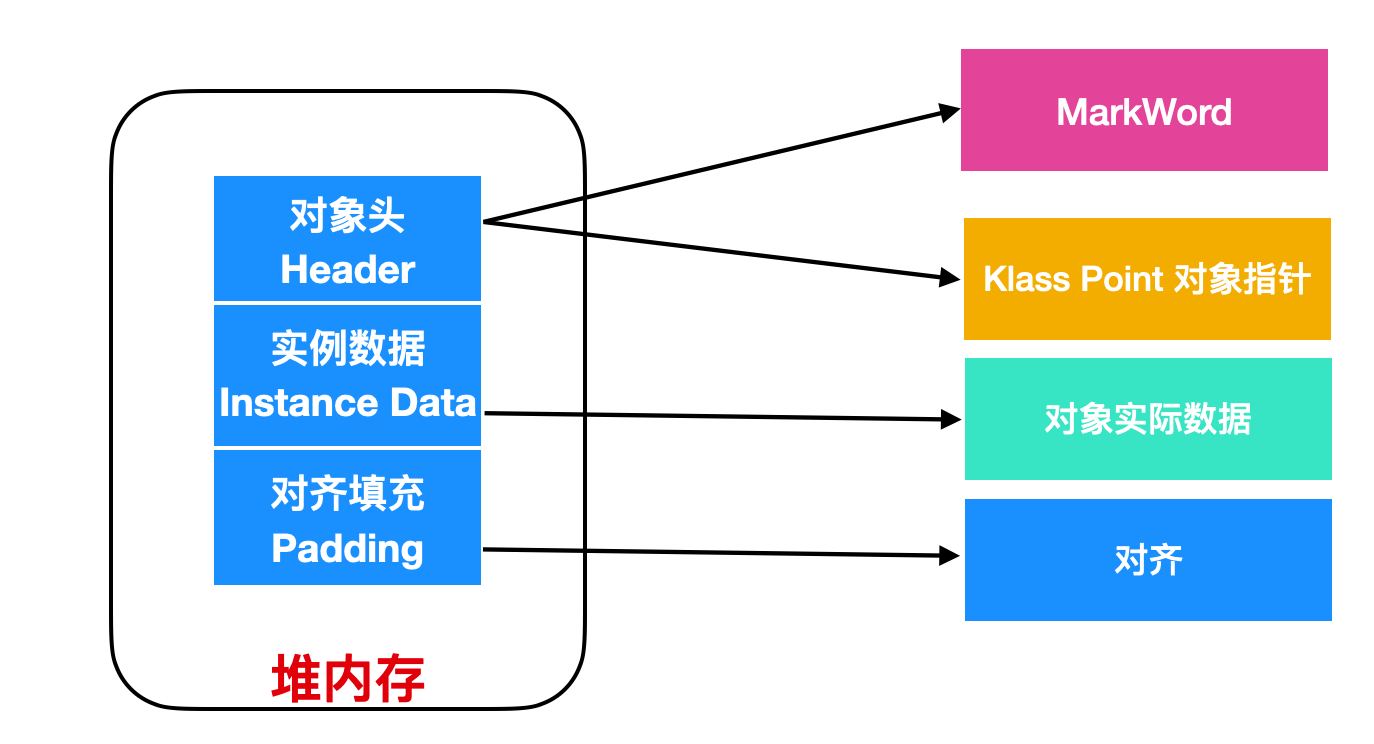 对象头
Header
实例数据
Instance Data
对齐填充
Padding
堆内存
MarkWord
Klass Point 对象指针
对象实际数据
对齐